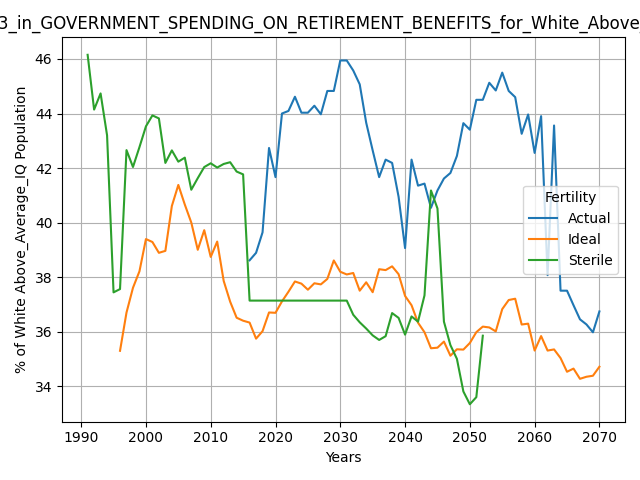 3_in_GOVERNMENT_SPENDING_ON_RETIREMENT_BENEFITS_for_White_Above_
% of White Above_Average_IQ Population
46
44
42
40
38
36
34
Fertility
Actual
Ideal
Sterile
1990 2000 2010 2020 2030 2040 2050 2060 2070
Years